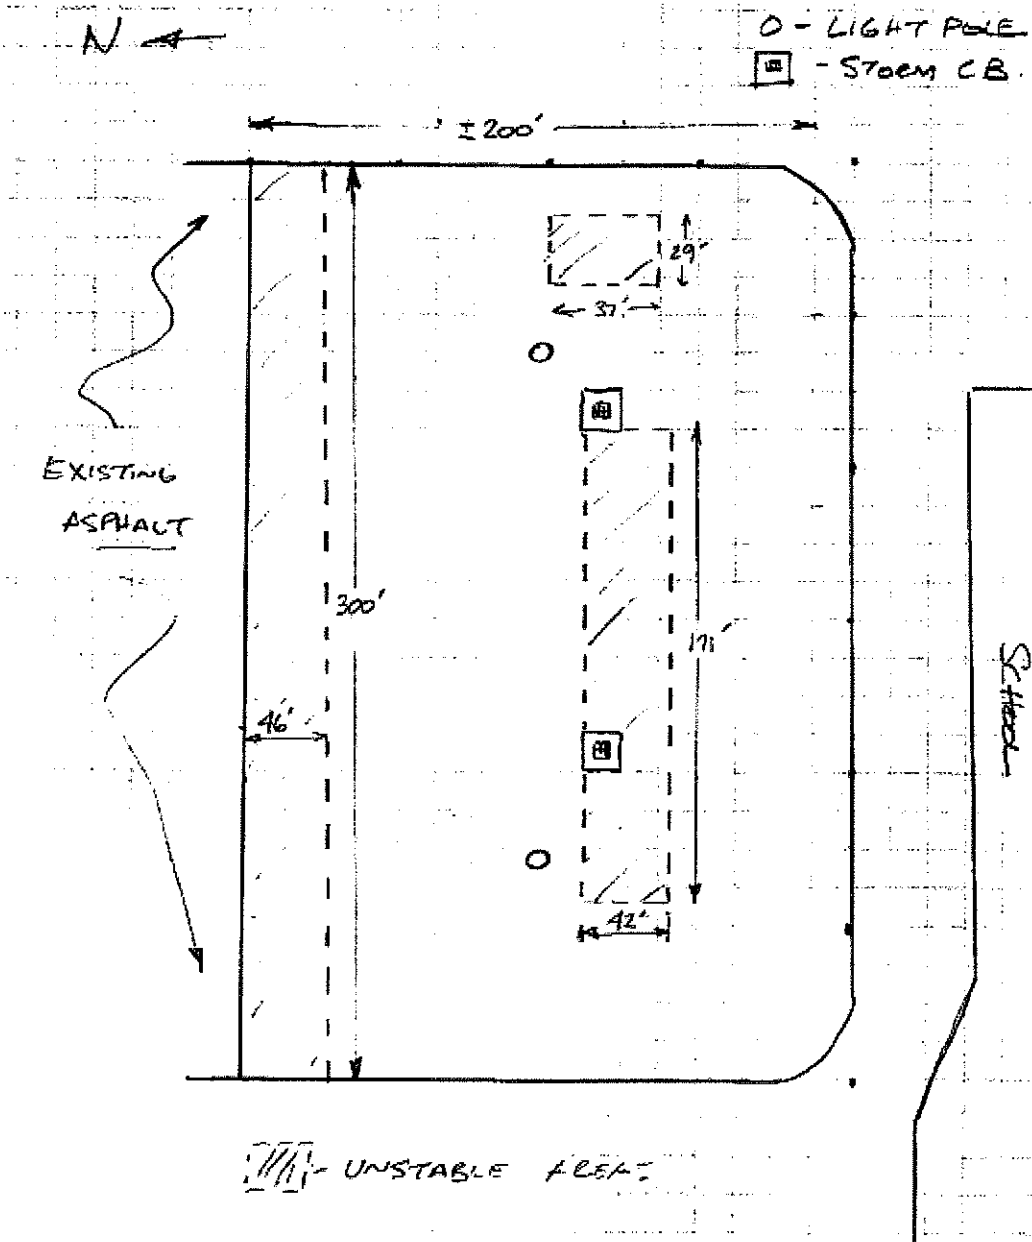 N
O - LIGHT POLE
- STORM CB.
±200'
29'
37'
EXISTING
ASPHALT
300'
171'
46'
SCHOOL
42'
- UNSTABLE AREA